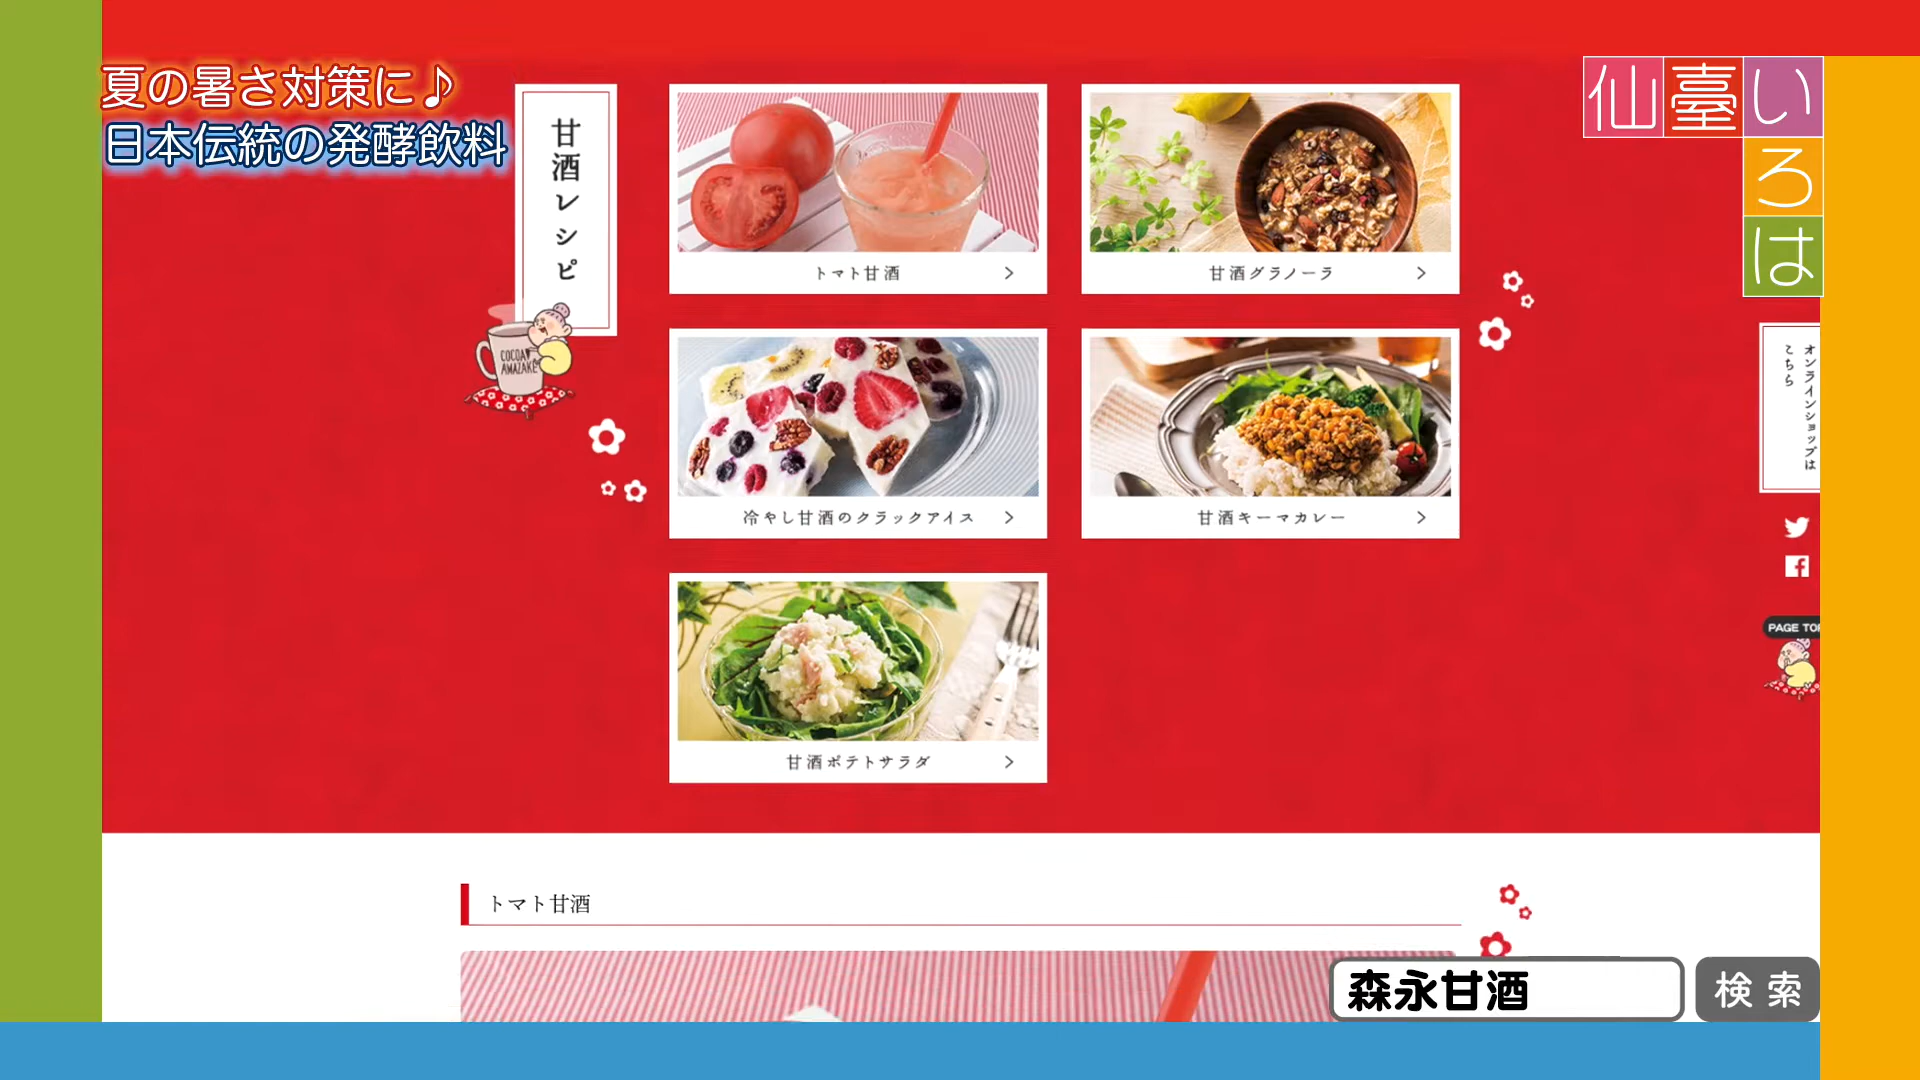 夏の暑さ対策に♪
日本伝統の発酵飲料
仙臺いろは
甘酒レシピ
COCOA
AMAZAKE
トマト甘酒
甘酒グラノーラ
冷やし甘酒のクラックアイス
甘酒キーマカレー
甘酒ポテトサラダ
オンラインショップは
こちら
PAGE TO
トマト甘酒
森永甘酒
検索